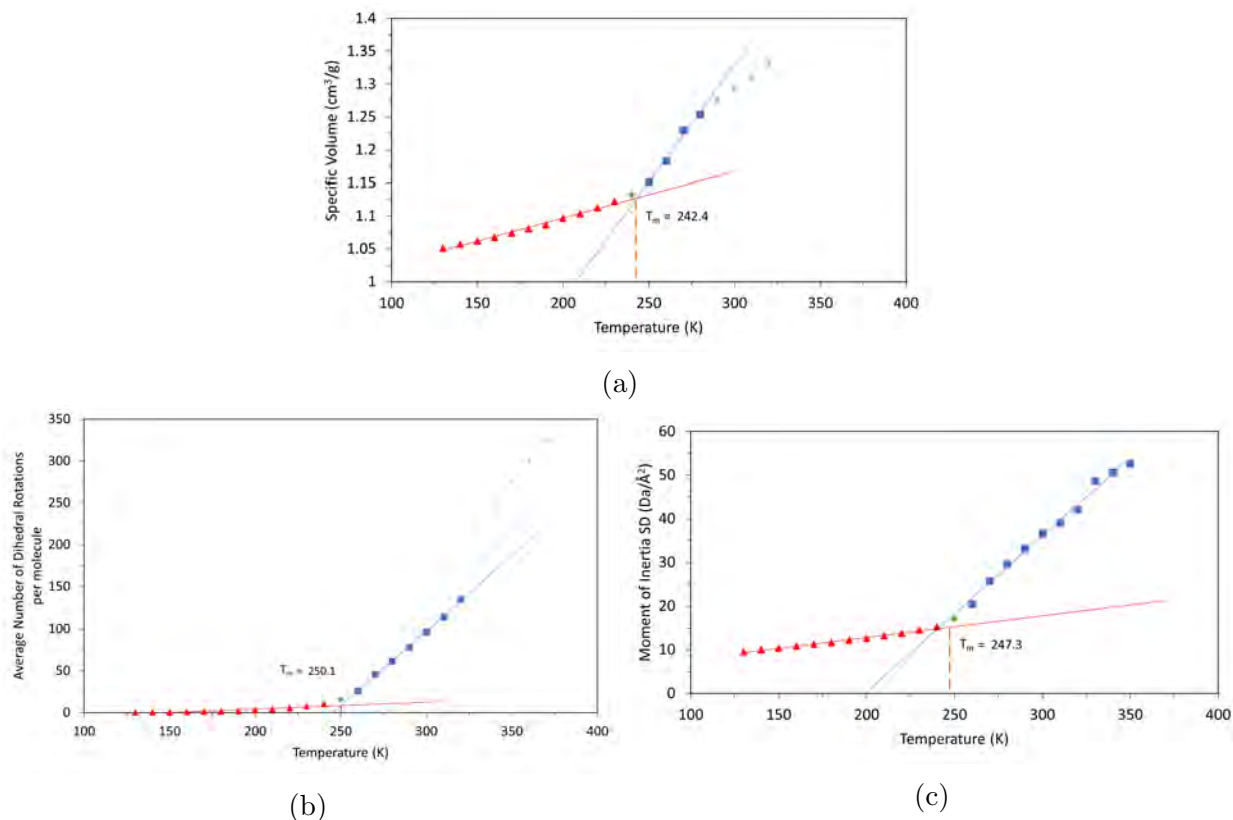 1.4
1.35
1.3
1.25
1.2
1.15
1.1
1.05
1
Specific Volume (cm³/g)
Tm = 242.4
100 150 200 250 300 350 400
Temperature (K)
(a)
350
300
250
200
150
100
50
0
Average Number of Dihedral Rotations
per molecule
Tm = 250.1
100 150 200 250 300 350 400
Temperature (K)
(b)
60
50
40
30
20
10
0
Moment of Inertia SD (Da/Å²)
Tm = 247.3
100 150 200 250 300 350 400
Temperature (K)
(c)